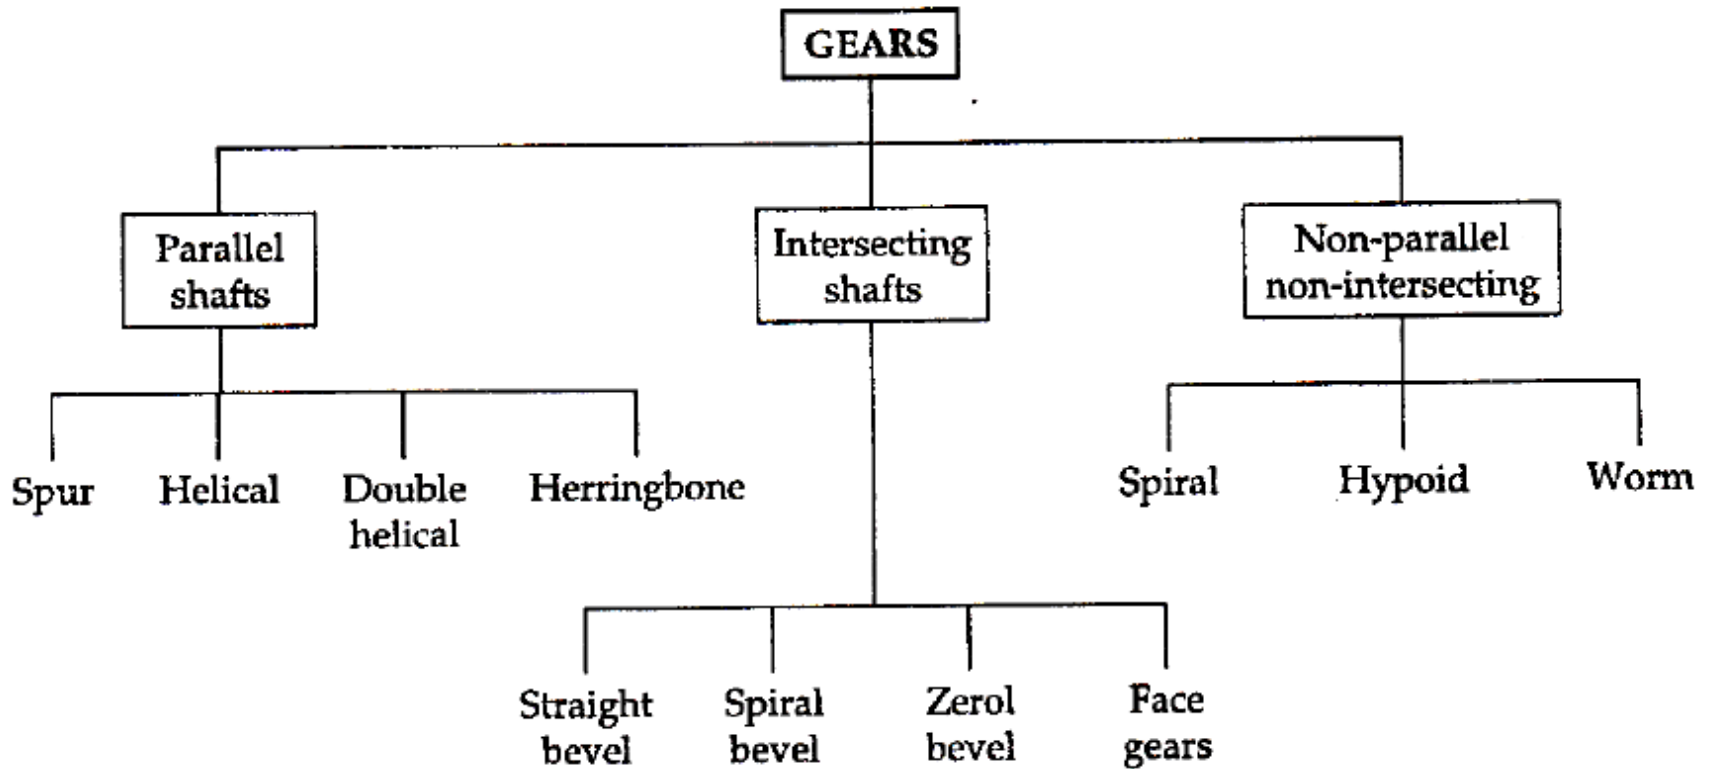 GEARS
Parallel
shafts
Intersecting
shafts
Non-parallel
non-intersecting
Spur
Helical
Double
helical
Herringbone
Spiral
Hypoid
Worm
Straight
bevel
Spiral
bevel
Zerol
bevel
Face
gears